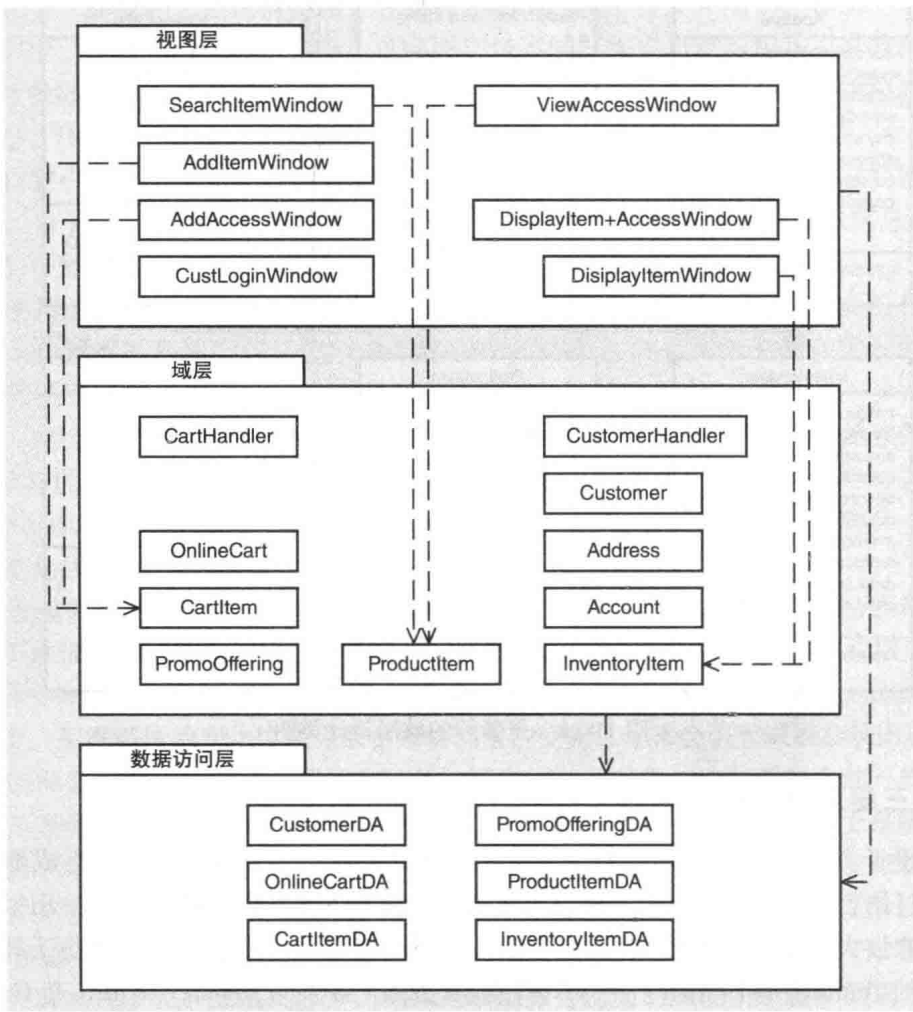 视图层
SearchItemWindow
ViewAccessWindow
AddItemWindow
AddAccessWindow
DisplayItem+AccessWindow
CustLoginWindow
DisiplayItemWindow
域层
CartHandler
CustomerHandler
Customer
OnlineCart
Address
CartItem
Account
PromoOffering
ProductItem
InventoryItem
数据访问层
CustomerDA
PromoOfferingDA
OnlineCartDA
ProductItemDA
CartItemDA
InventoryItemDA